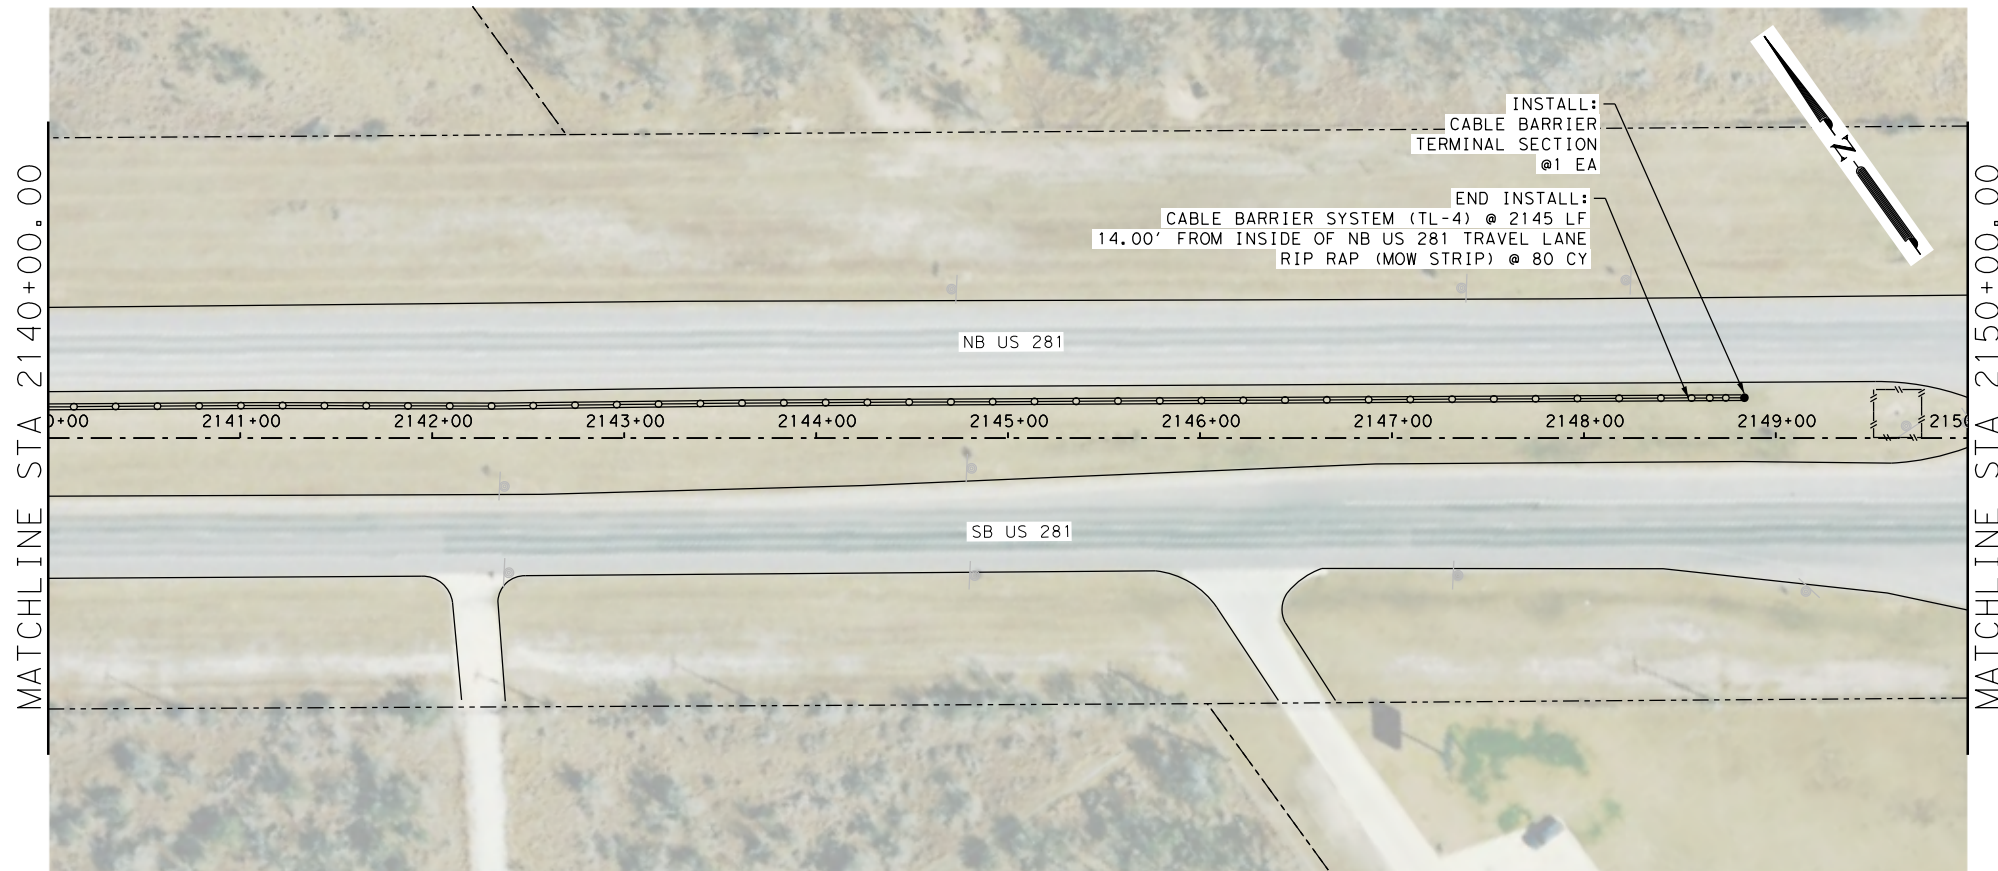 INSTALL:
CABLE BARRIER
TERMINAL SECTION
@1 EA
END INSTALL:
CABLE BARRIER SYSTEM (TL-4) @ 2145 LF
14.00' FROM INSIDE OF NB US 281 TRAVEL LANE
RIP RAP (MOW STRIP) @ 80 CY
N
MATCHLINE STA 2140+00.00
MATCHLINE STA 2150+00.00
NB US 281
0+00 2141+00 2142+00 2143+00 2144+00 2145+00 2146+00 2147+00 2148+00 2149+00 2150
SB US 281